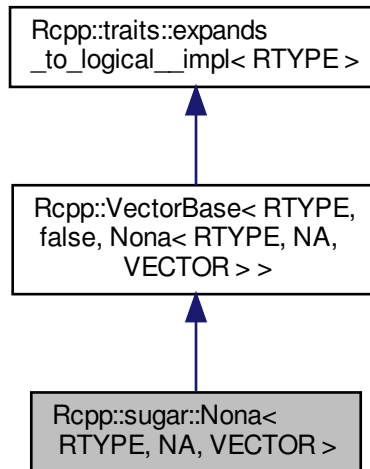 Rcpp::traits::expands
_to_logical__impl< RTYPE >
Rcpp::VectorBase< RTYPE,
false, Nona< RTYPE, NA,
VECTOR > >
Rcpp::sugar::Nona<
RTYPE, NA, VECTOR >